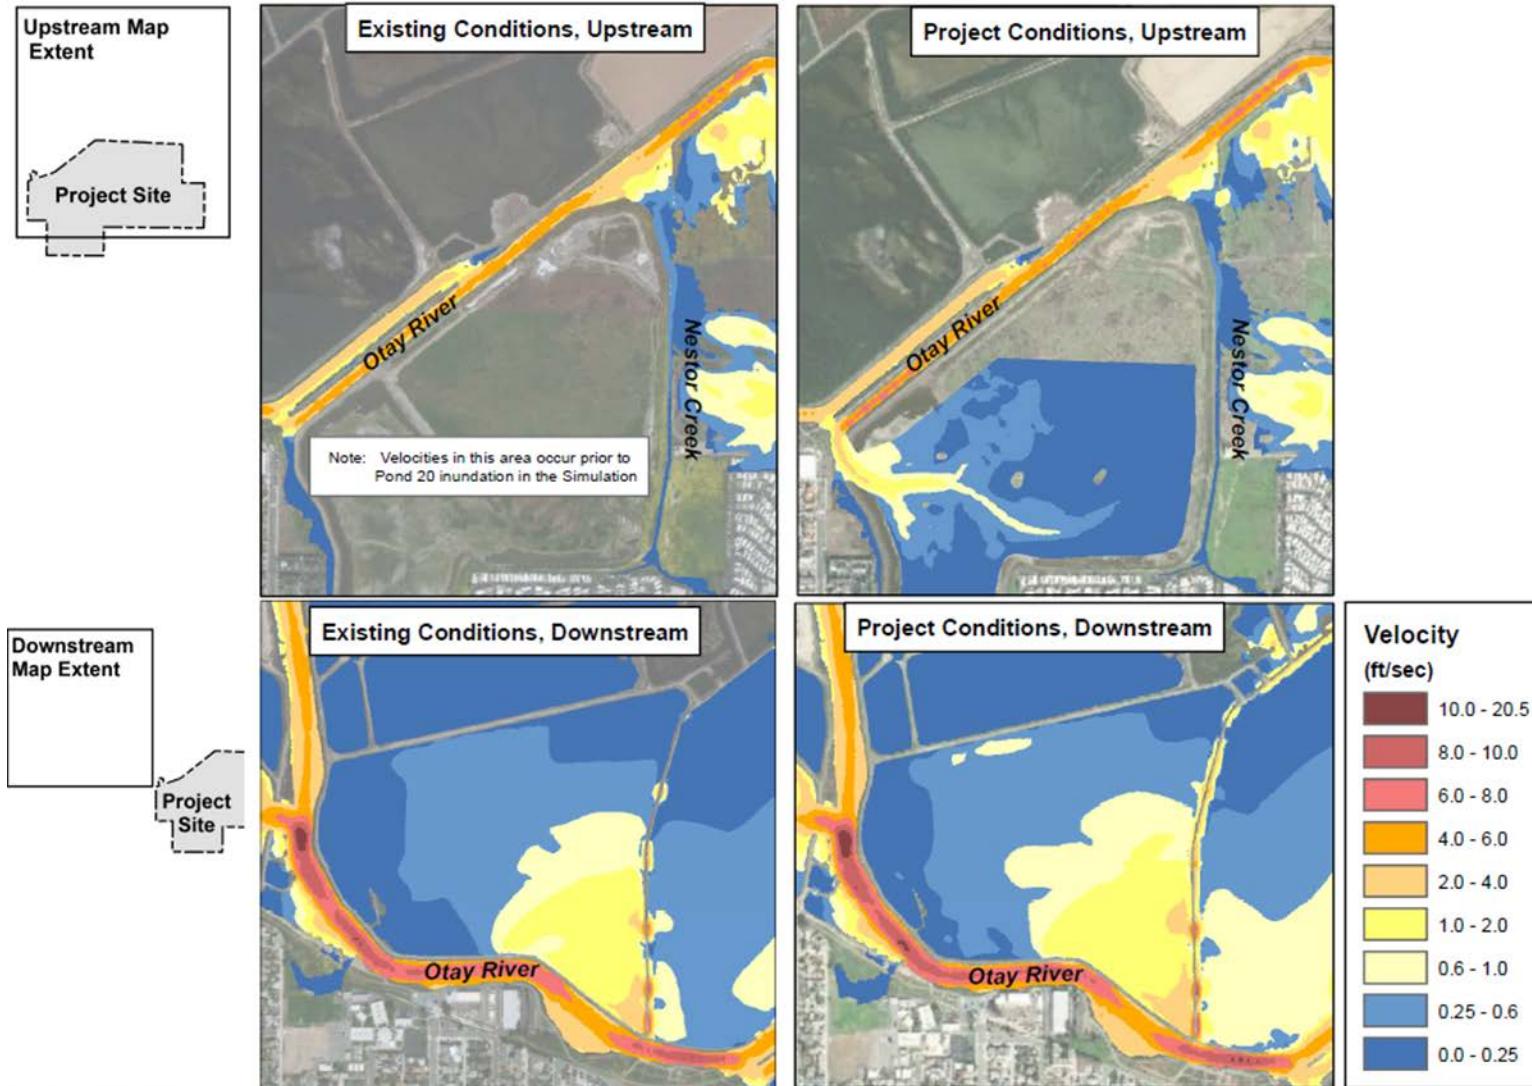 Upstream Map
Extent
Project Site
Existing Conditions, Upstream
Otay River
Nestor Creek
Note: Velocities in this area occur prior to
Pond 20 inundation in the Simulation
Project Conditions, Upstream
Otay River
Nestor Creek
Downstream
Map Extent
Project
Site
Existing Conditions, Downstream
Otay River
Project Conditions, Downstream
Otay River
Velocity
(ft/sec)
10.0 - 20.5
8.0 - 10.0
6.0 - 8.0
4.0 - 6.0
2.0 - 4.0
1.0 - 2.0
0.6 - 1.0
0.25 - 0.6
0.0 - 0.25